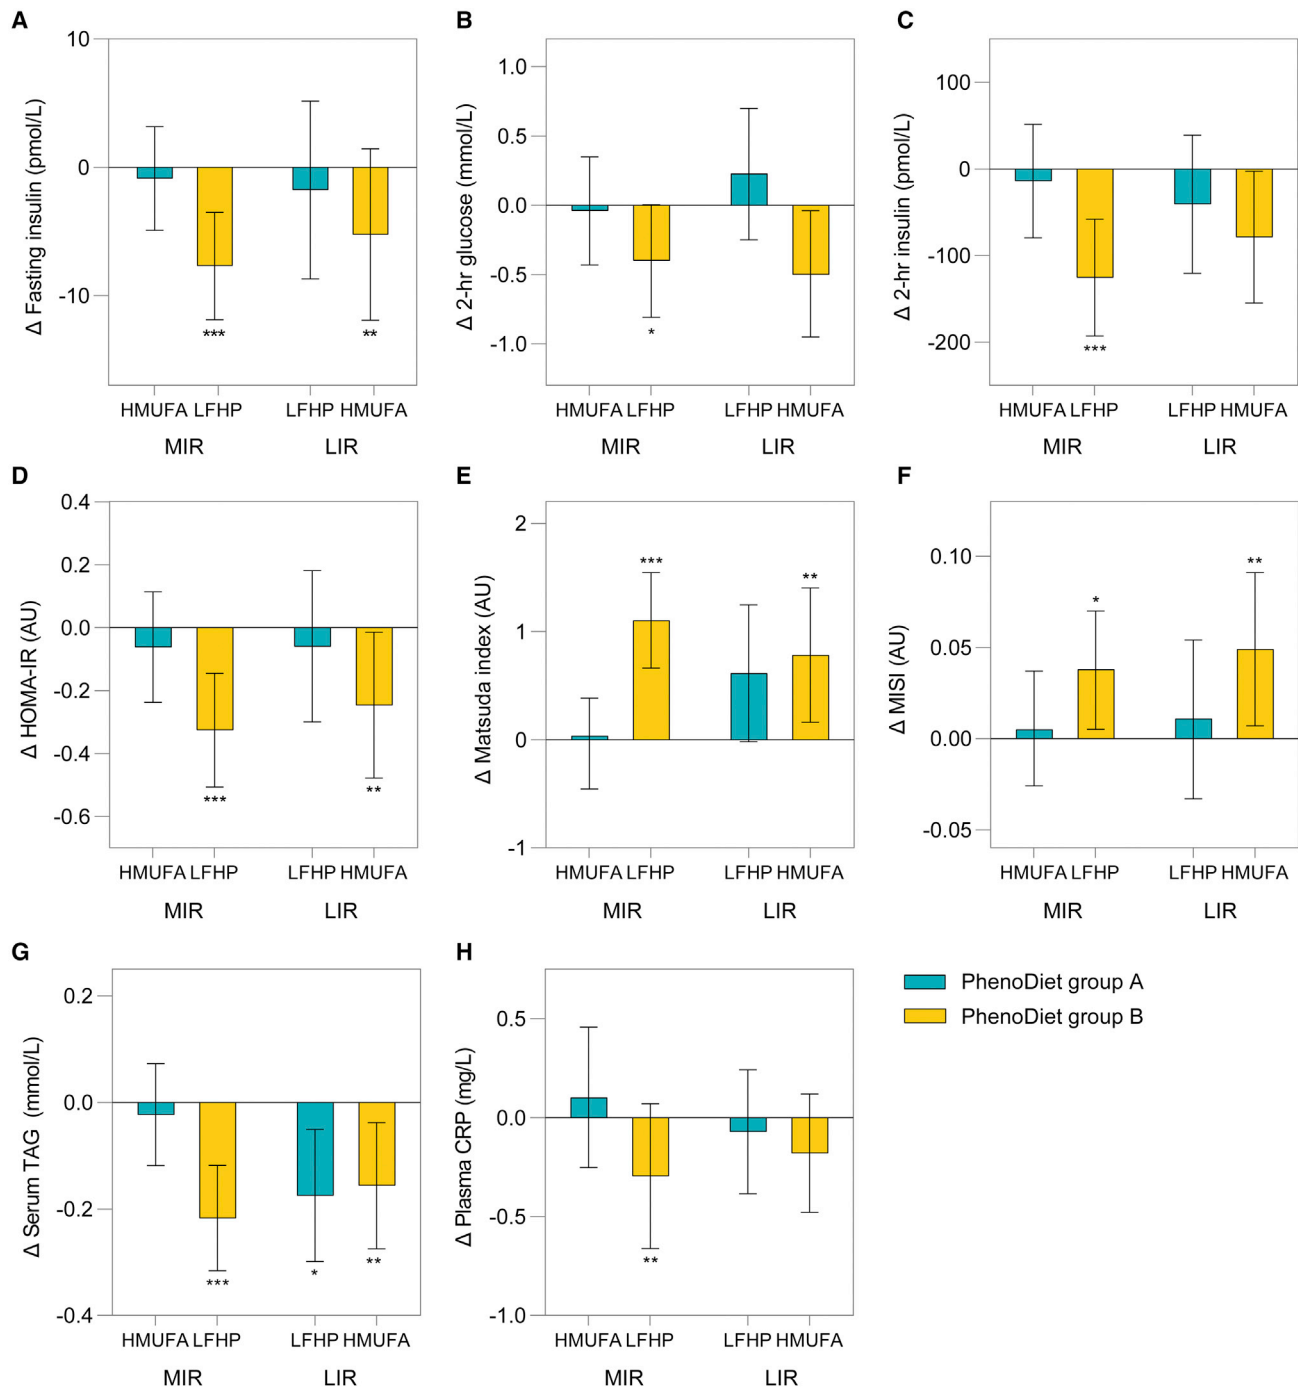 A
10
0
-10
Δ Fasting insulin (pmol/L)
***
**
HMUFA LFHP LFHP HMUFA
MIR LIR
B
1.0
0.5
0.0
-0.5
-1.0
Δ 2-hr glucose (mmol/L)
*
HMUFA LFHP LFHP HMUFA
MIR LIR
C
100
0
-100
-200
Δ 2-hr insulin (pmol/L)
***
HMUFA LFHP LFHP HMUFA
MIR LIR
D
0.4
0.2
0.0
-0.2
-0.4
-0.6
Δ HOMA-IR (AU)
***
**
HMUFA LFHP LFHP HMUFA
MIR LIR
E
2
1
0
-1
Δ Matsuda index (AU)
***
**
HMUFA LFHP LFHP HMUFA
MIR LIR
F
0.10
0.05
0.00
-0.05
Δ MISI (AU)
*
**
HMUFA LFHP LFHP HMUFA
MIR LIR
G
0.2
0.0
-0.2
-0.4
Δ Serum TAG (mmol/L)
***
*
**
HMUFA LFHP LFHP HMUFA
MIR LIR
H
0.5
0.0
-0.5
-1.0
Δ Plasma CRP (mg/L)
**
HMUFA LFHP LFHP HMUFA
MIR LIR
PhenoDiet group A
PhenoDiet group B